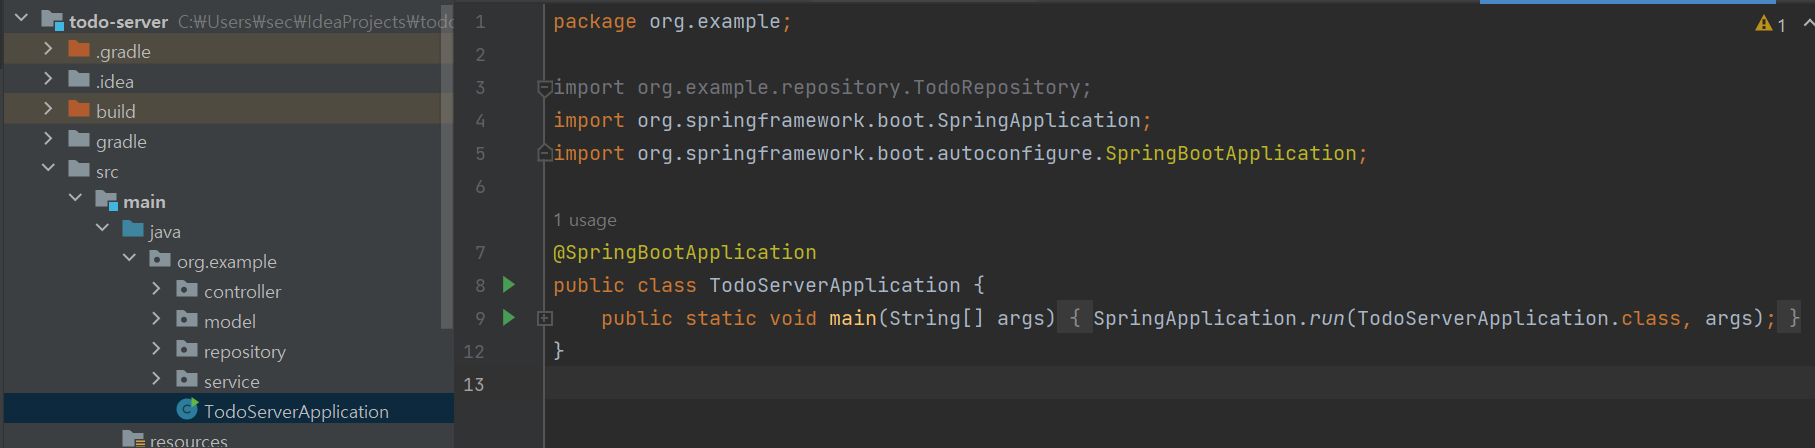 todo-server C:₩Users₩sec₩IdeaProjects₩todo
.gradle
.idea
build
gradle
src
main
java
org.example
controller
model
repository
service
TodoServerApplication
resources
1 package org.example;
2
3 import org.example.repository.TodoRepository;
4 import org.springframework.boot.SpringApplication;
5 import org.springframework.boot.autoconfigure.SpringBootApplication;
6
1 usage
7 @SpringBootApplication
8 public class TodoServerApplication {
9 public static void main(String[] args) { SpringApplication.run(TodoServerApplication.class, args); }
12 }
13
1